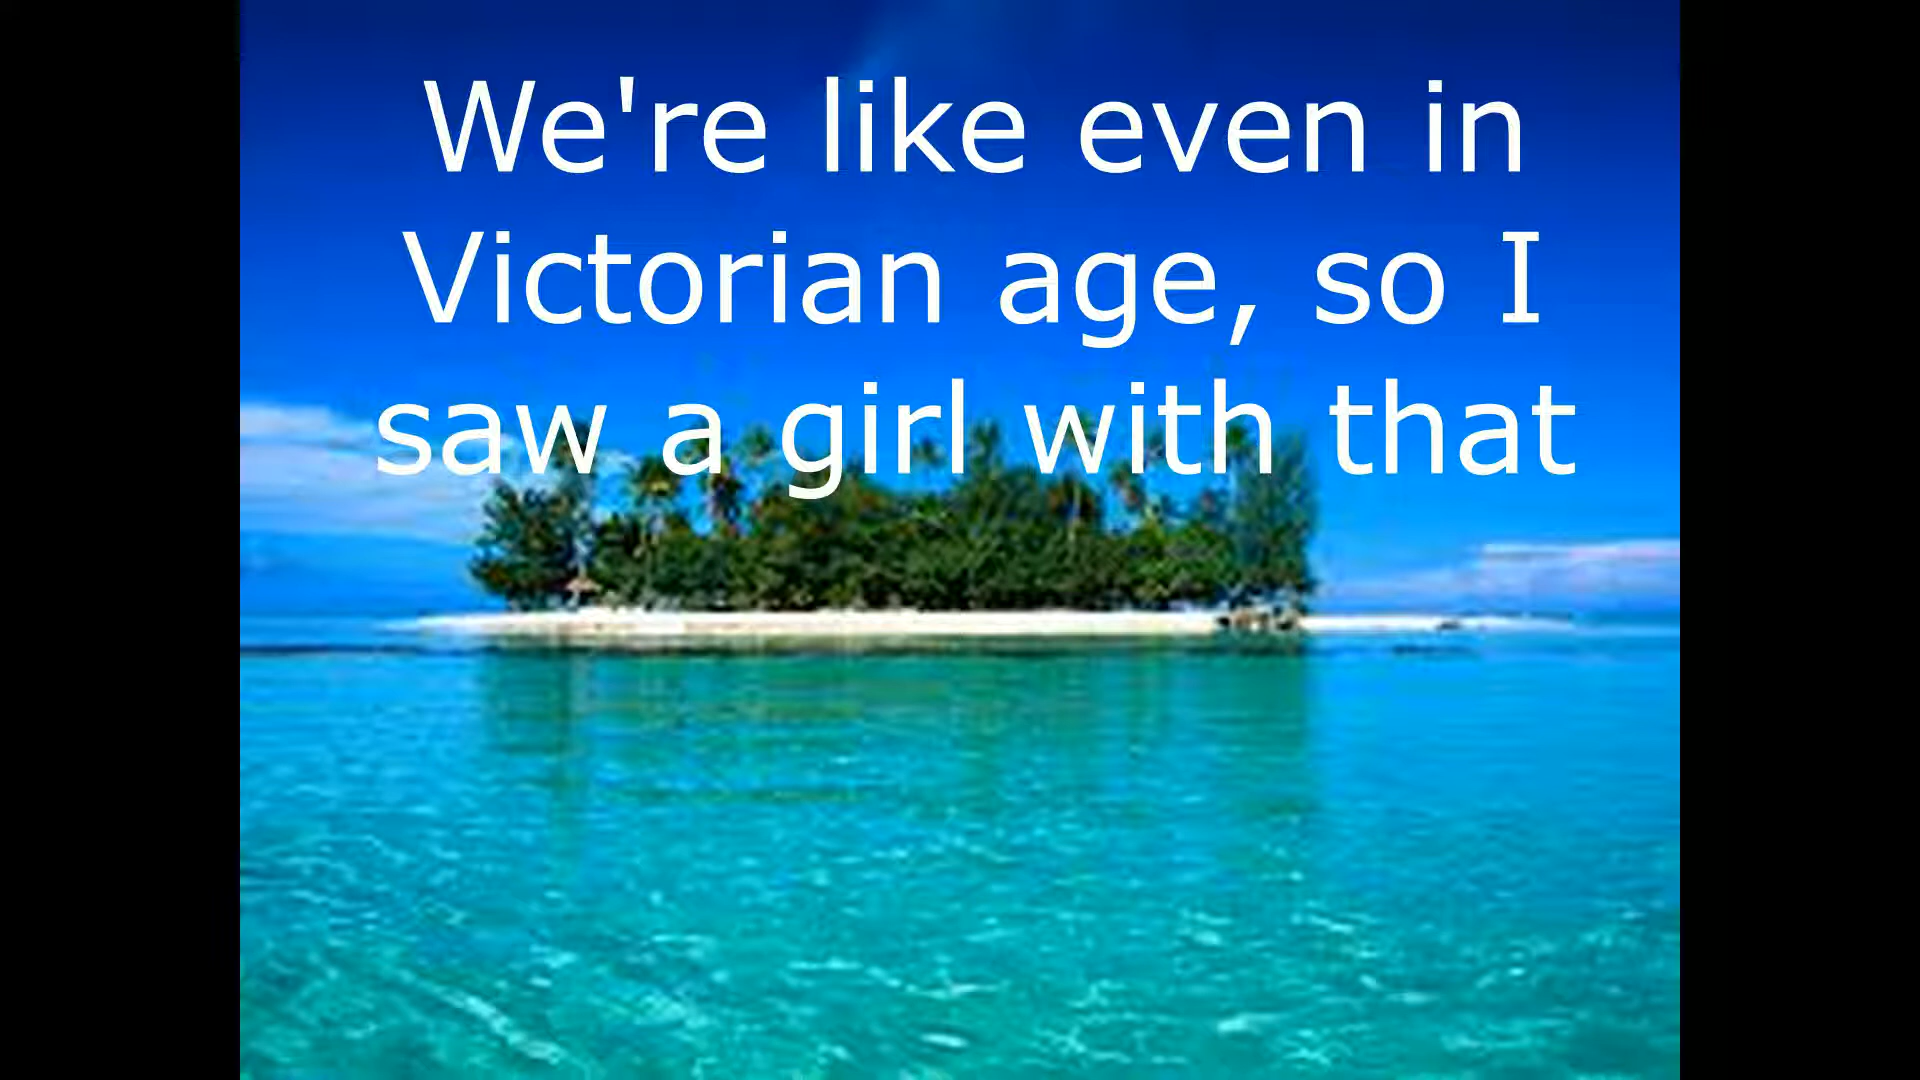 We're like even in
Victorian age, so I
saw a girl with that